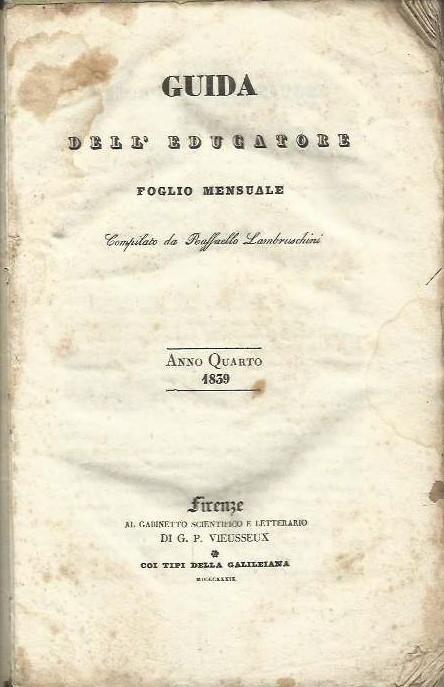 GUIDA
DELL' EDUCATORE
FOGLIO MENSUALE
Compilato da Raffaello Lambruschini
ANNO QUARTO
1839
Firenze
AL GABINETTO SCIENTIFICO E LETTERARIO
DI G. P. VIEUSSEUX
COI TIPI DELLA GALILEIANA
MDCCCXXXIX